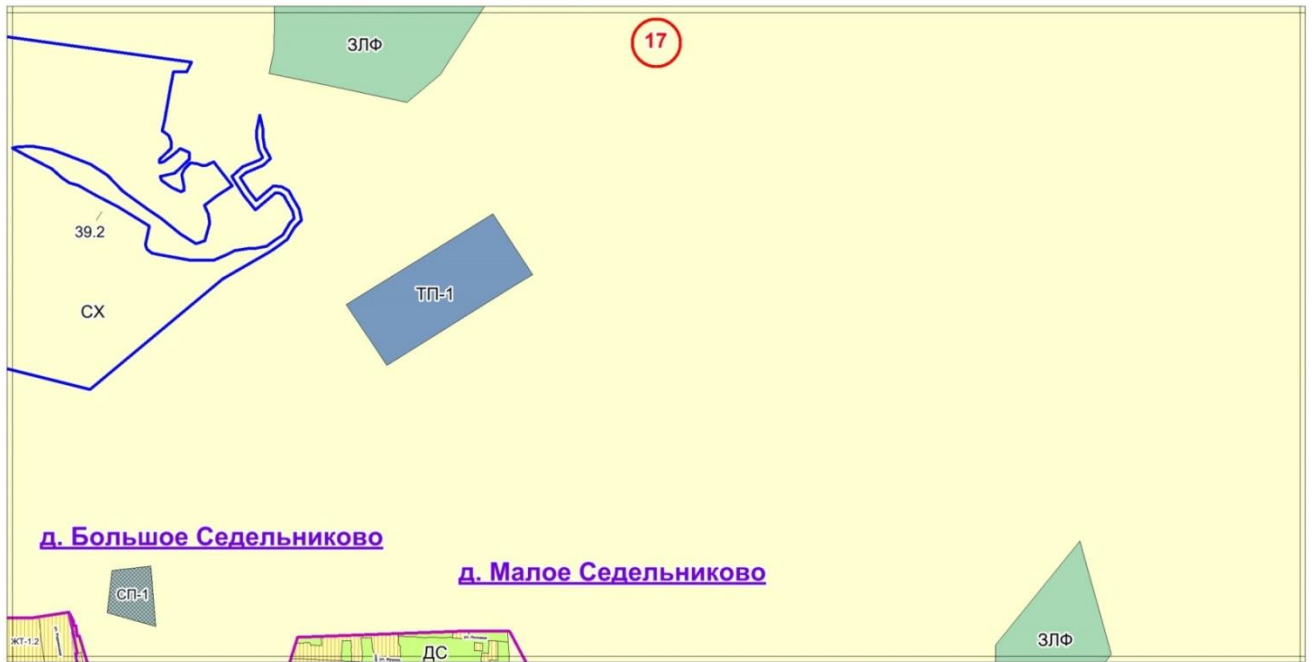 ЗЛФ
17
39.2
ТП-1
СХ
д. Большое Седельниково
д. Малое Седельниково
СП-1
ЖТ-1.2
ДС
ЗЛФ